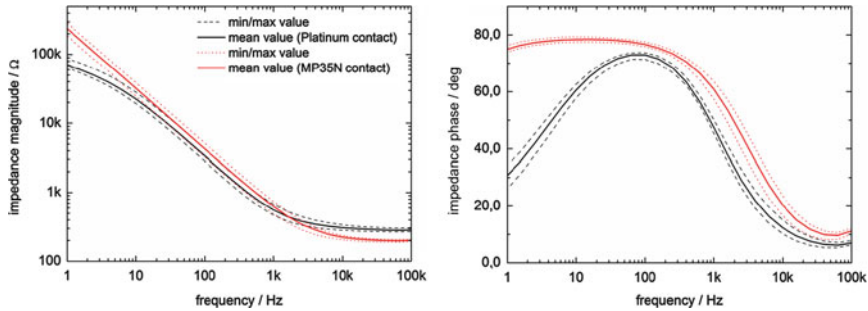 impedance magnitude / Ω
100k
10k
1k
100
1
10
100
1k
10k
100k
frequency / Hz
min/max value
mean value (Platinum contact)
min/max value
mean value (MP35N contact)
impedance phase / deg
80,0
60,0
40,0
20,0
0,0
1
10
100
1k
10k
100k
frequency / Hz